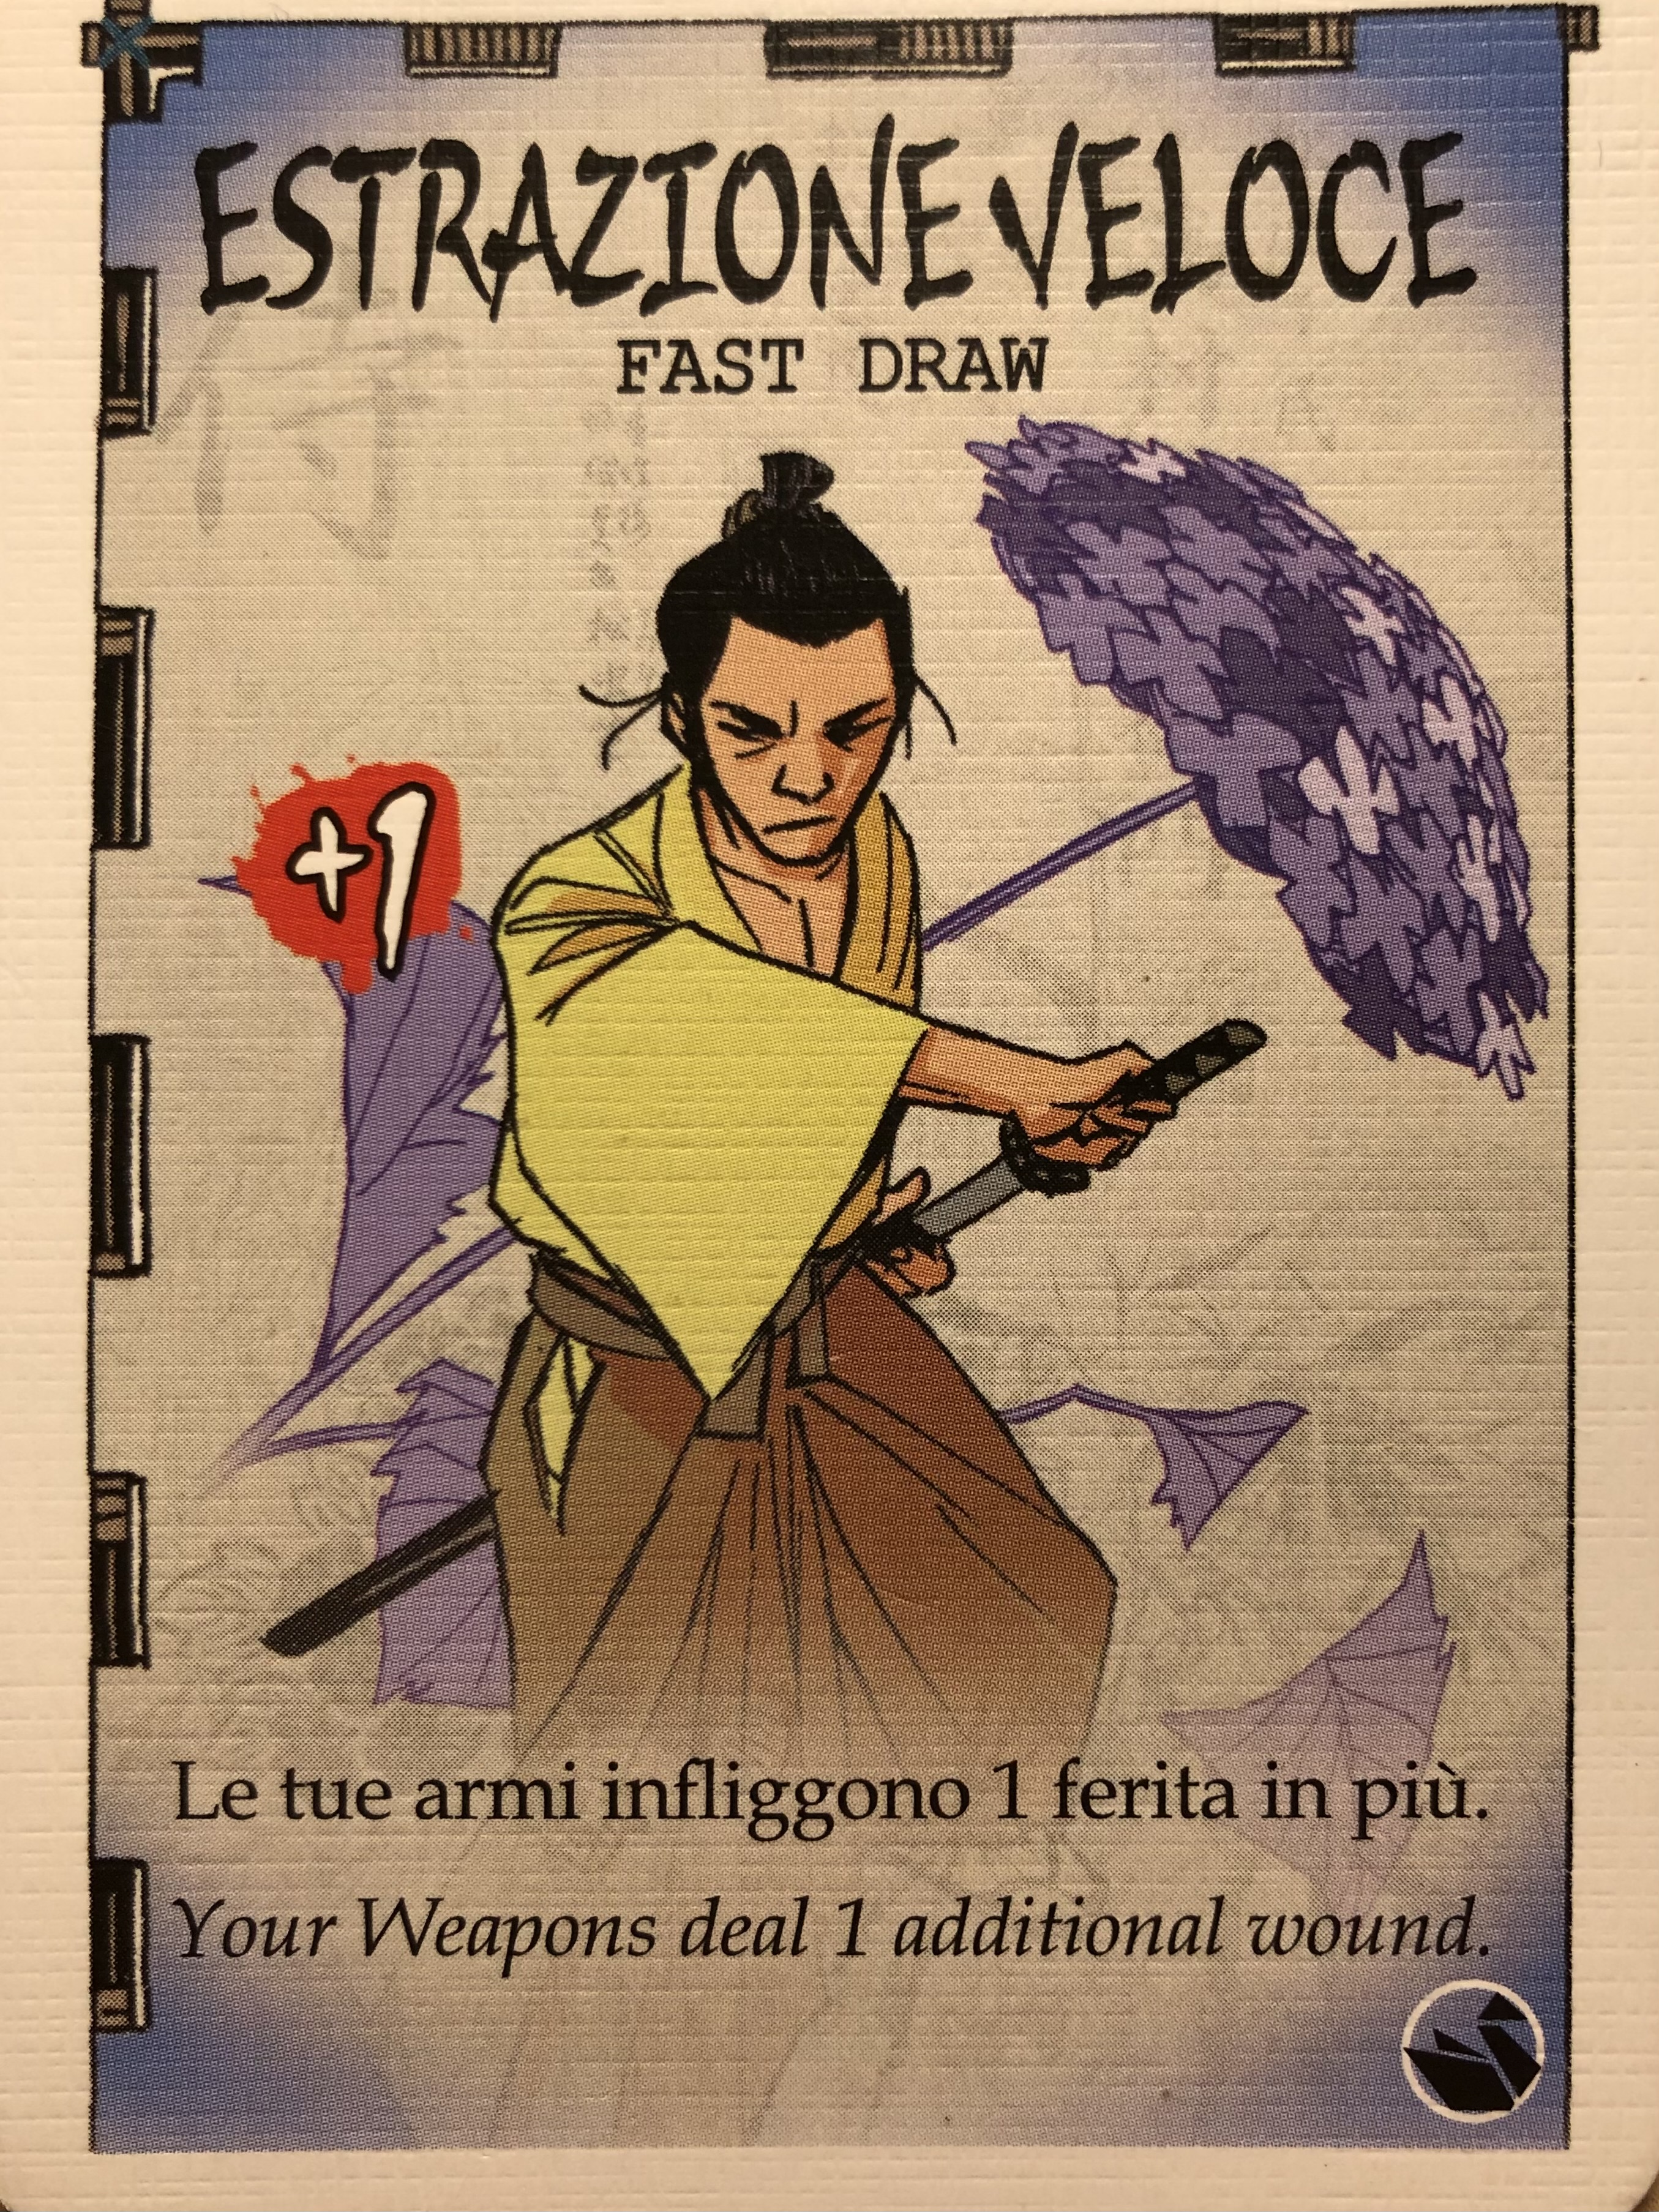 ESTRAZIONE VELOCE
FAST DRAW
侍
+1
Le tue armi infliggono 1 ferita in più.
Your Weapons deal 1 additional wound.